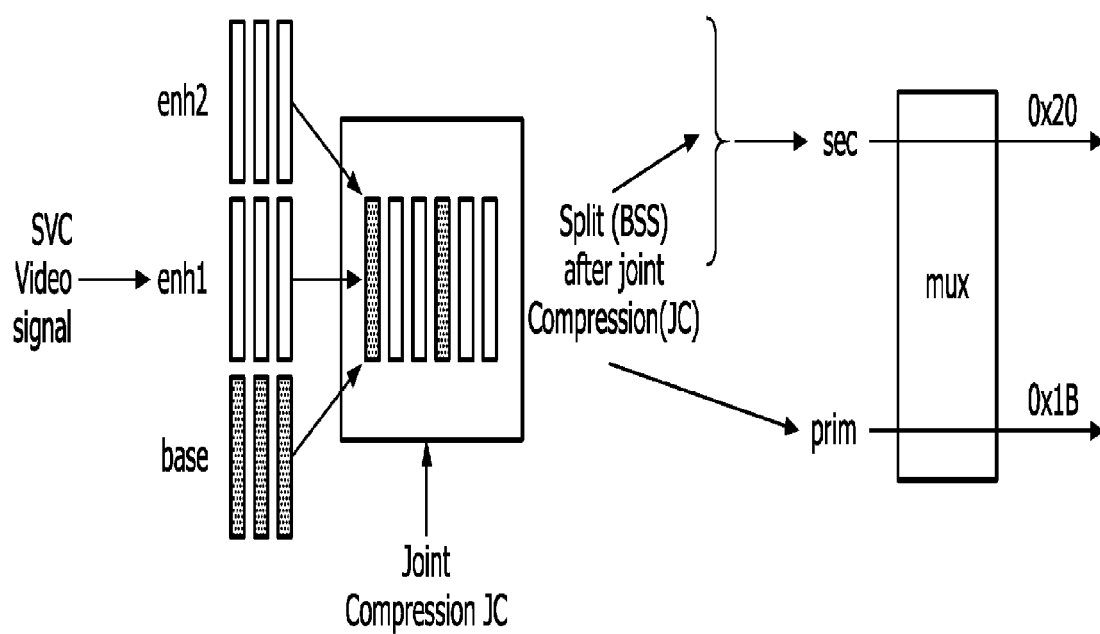 enh2
SVC
Video
signal
enh1
base
Joint
Compression JC
Split (BSS)
after joint
Compression(JC)
sec
prim
mux
0x20
0x1B